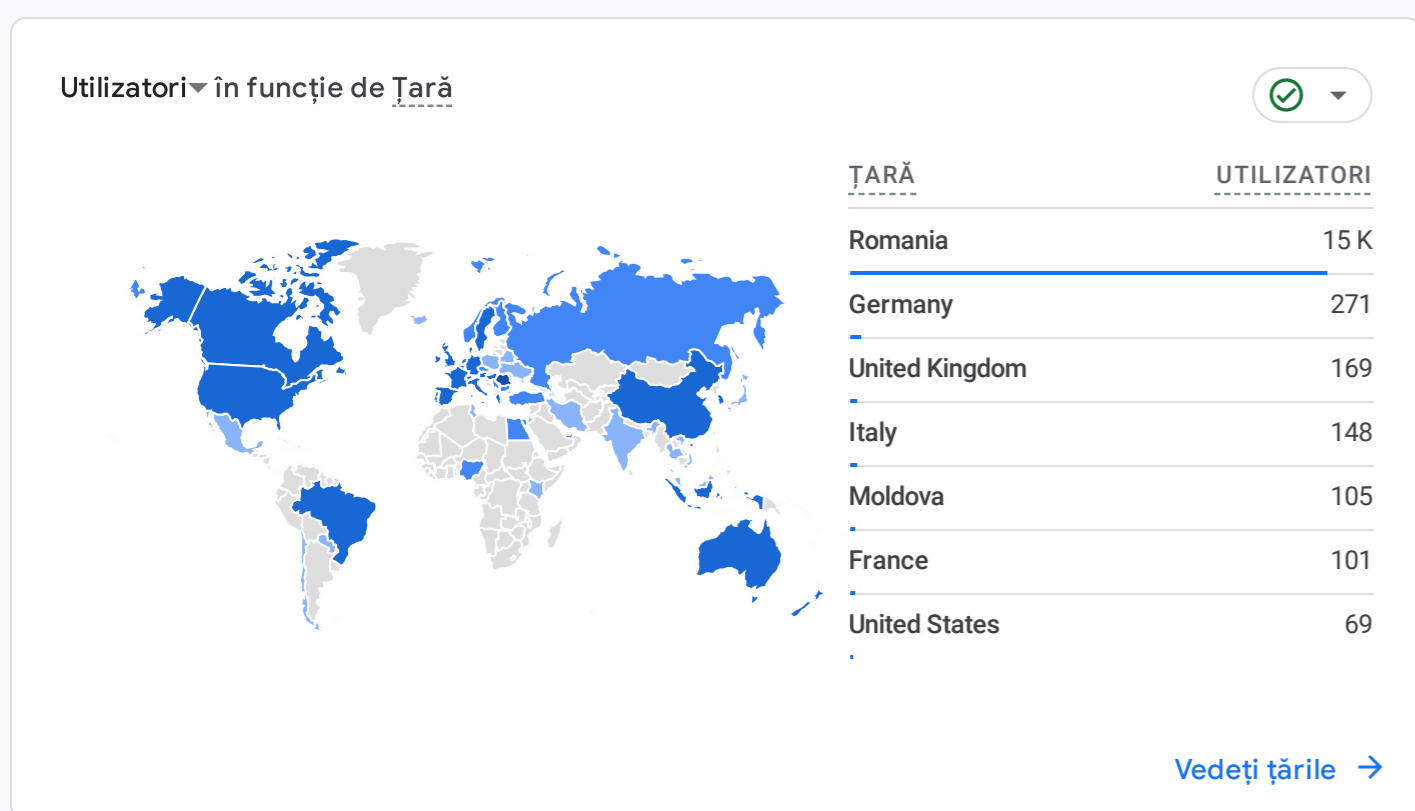 Utilizatori în funcție de Țară
ȚARĂ UTILIZATORI
Romania 15 K
Germany 271
United Kingdom 169
Italy 148
Moldova 105
France 101
United States 69
Vedeți țările